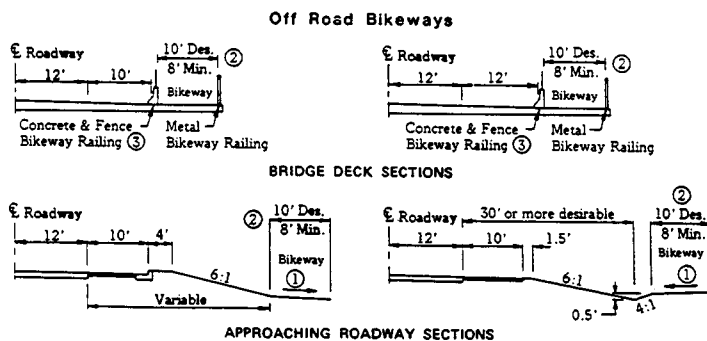 Off Road Bikeways
℄ Roadway
12'
10'
10' Des.
8' Min.
②
Bikeway
Concrete & Fence
Bikeway Railing ③
Metal
Bikeway Railing
℄ Roadway
12'
12'
10' Des.
8' Min.
②
Bikeway
Concrete & Fence
Bikeway Railing ③
Metal
Bikeway Railing
BRIDGE DECK SECTIONS
℄ Roadway
12'
10'
4'
②
10' Des.
8' Min.
Bikeway
①
6:1
Variable
℄ Roadway
30' or more desirable
12'
10'
1.5'
②
10' Des.
8' Min.
Bikeway
①
6:1
0.5'
4:1
APPROACHING ROADWAY SECTIONS